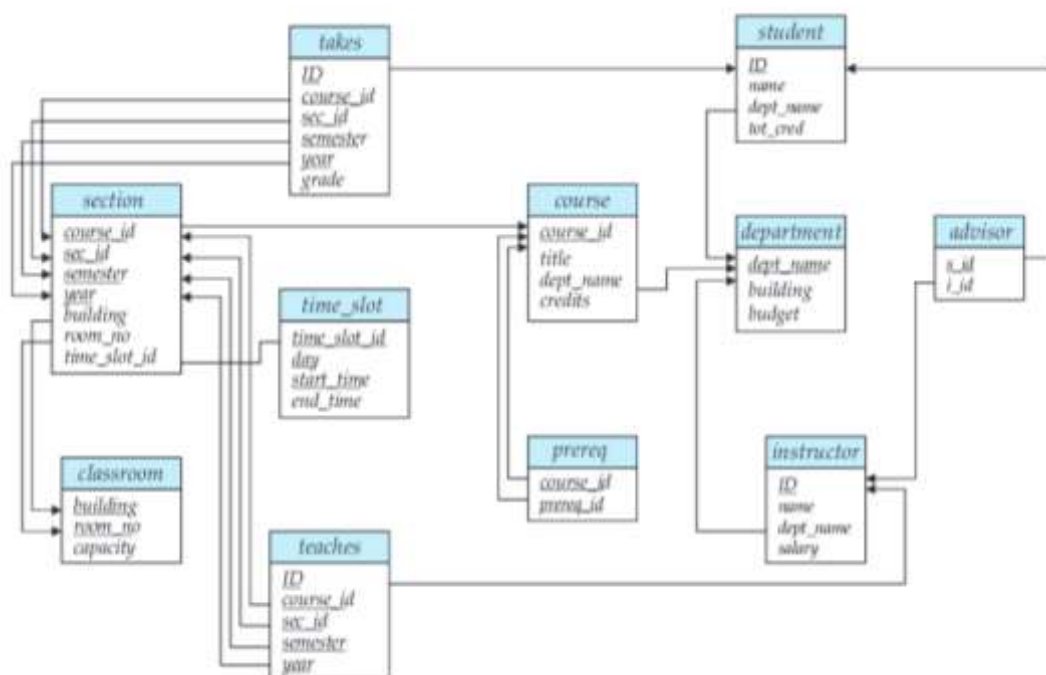 takes
ID
course_id
sec_id
semester
year
grade
student
ID
name
dept_name
tot_cred
section
course_id
sec_id
semester
year
building
room_no
time_slot_id
course
course_id
title
dept_name
credits
department
dept_name
building
budget
advisor
s_id
i_id
time_slot
time_slot_id
day
start_time
end_time
prereq
course_id
prereq_id
instructor
ID
name
dept_name
salary
classroom
building
room_no
capacity
teaches
ID
course_id
sec_id
semester
year